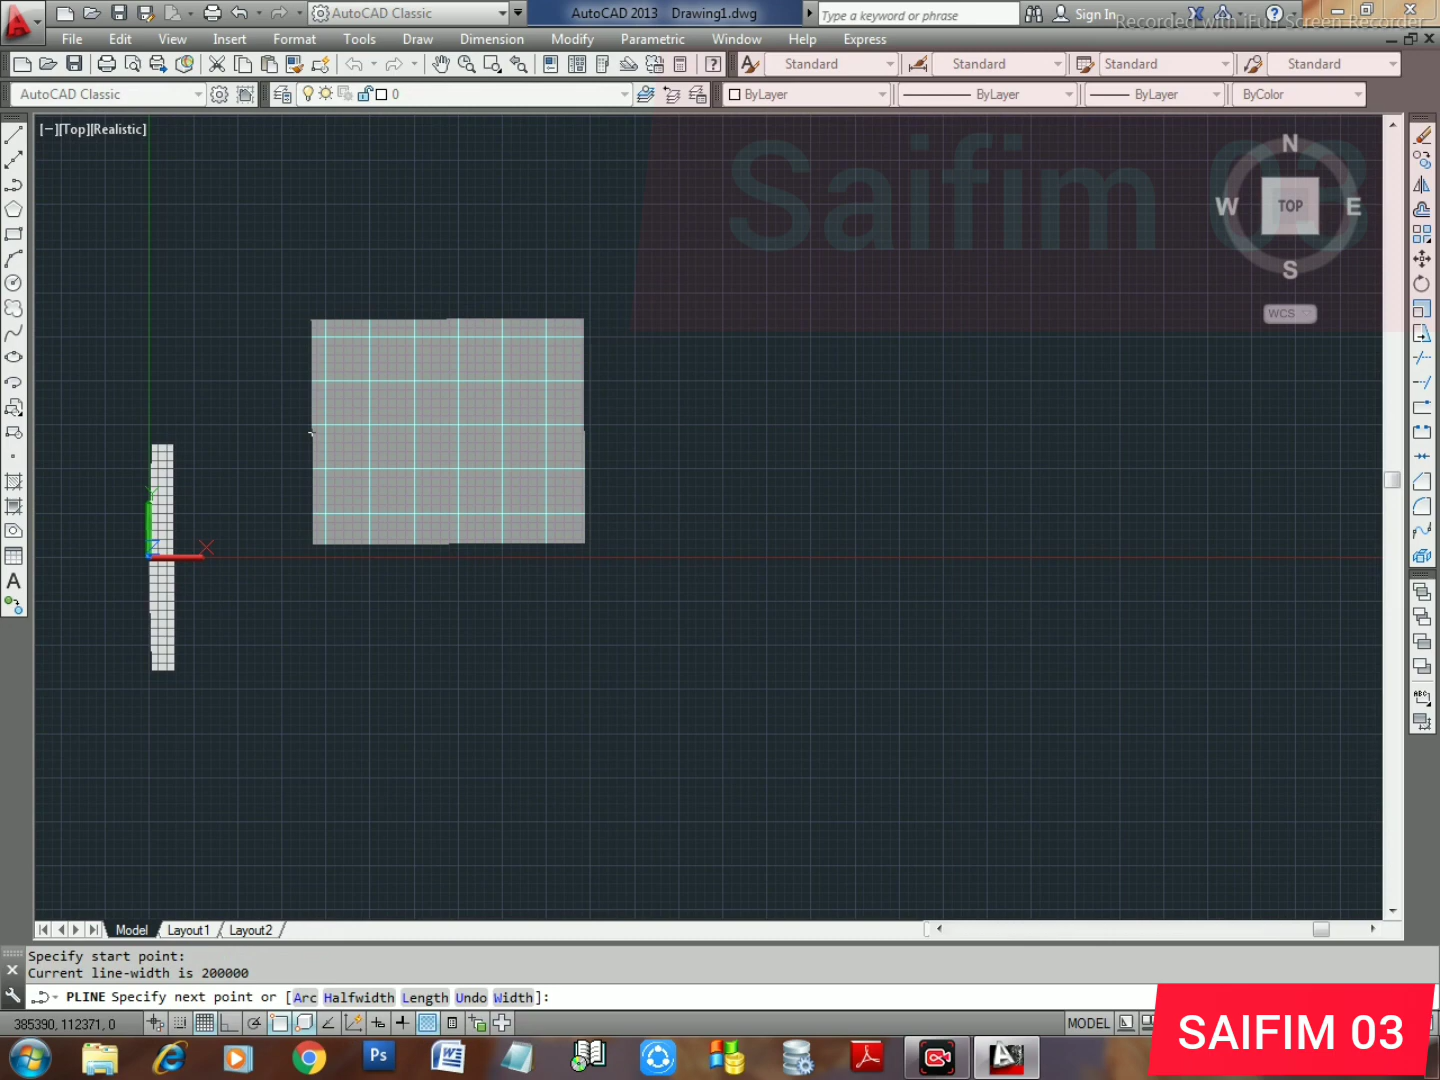 AutoCAD Classic
AutoCAD 2013 Drawing1.dwg
Type a keyword or phrase
Sign In
Recorded with iFun Screen Recorder
File Edit View Insert Format Tools Draw Dimension Modify Parametric Window Help Express
Standard Standard Standard Standard
AutoCAD Classic 0 ByLayer ByLayer ByLayer ByColor
[−][Top][Realistic]
Saifim 03
N
W TOP E
S
WCS
Y
X
Z
A
Model Layout1 Layout2
Specify start point:
Current line-width is 200000
PLINE Specify next point or [Arc Halfwidth Length Undo Width]:
385390, 112371, 0 MODEL
SAIFIM 03
Ps